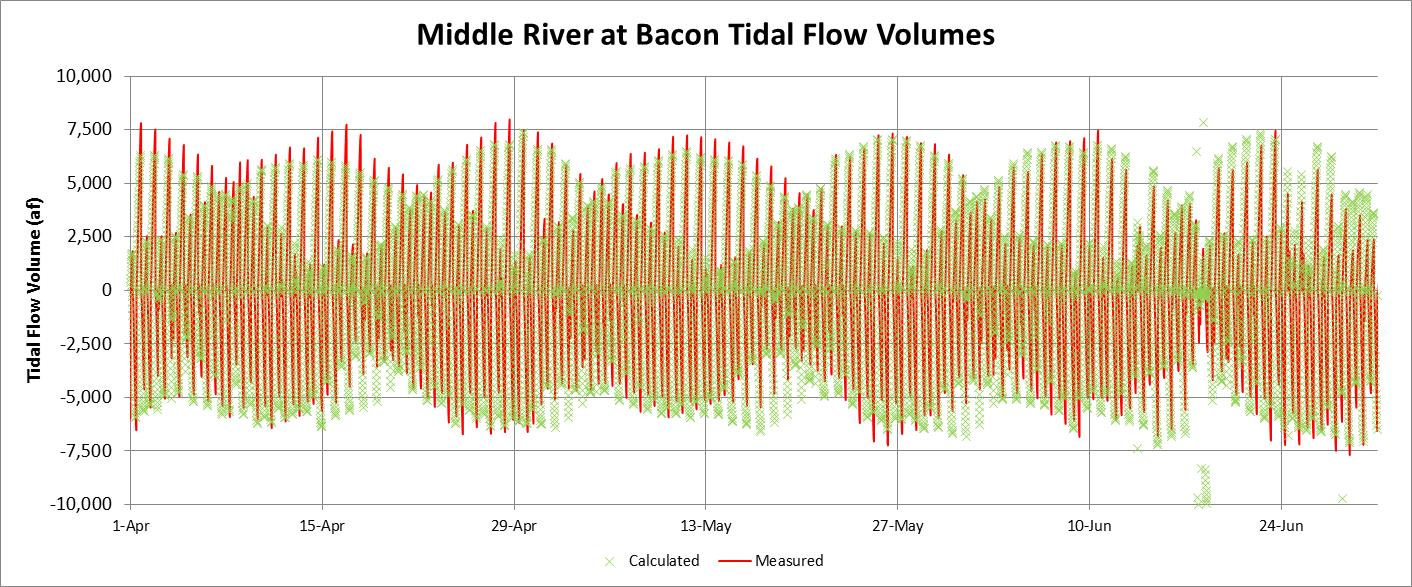 Middle River at Bacon Tidal Flow Volumes
Tidal Flow Volume (af)
10,000
7,500
5,000
2,500
0
-2,500
-5,000
-7,500
-10,000
1-Apr 15-Apr 29-Apr 13-May 27-May 10-Jun 24-Jun
Calculated Measured